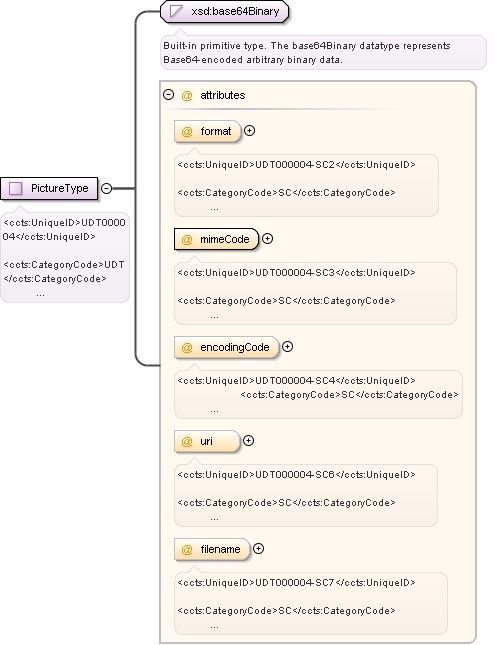 xsd:base64Binary
Built-in primitive type. The base64Binary datatype represents
Base64-encoded arbitrary binary data.
@ attributes
@ format
<ccts:UniqueID>UDT000004-SC2</ccts:UniqueID>
<ccts:CategoryCode>SC</ccts:CategoryCode>
...
PictureType
<ccts:UniqueID>UDT0000
04</ccts:UniqueID>
<ccts:CategoryCode>UDT
</ccts:CategoryCode>
...
@ mimeCode
<ccts:UniqueID>UDT000004-SC3</ccts:UniqueID>
<ccts:CategoryCode>SC</ccts:CategoryCode>
...
@ encodingCode
<ccts:UniqueID>UDT000004-SC4</ccts:UniqueID>
<ccts:CategoryCode>SC</ccts:CategoryCode>
...
@ uri
<ccts:UniqueID>UDT000004-SC6</ccts:UniqueID>
<ccts:CategoryCode>SC</ccts:CategoryCode>
...
@ filename
<ccts:UniqueID>UDT000004-SC7</ccts:UniqueID>
<ccts:CategoryCode>SC</ccts:CategoryCode>
...